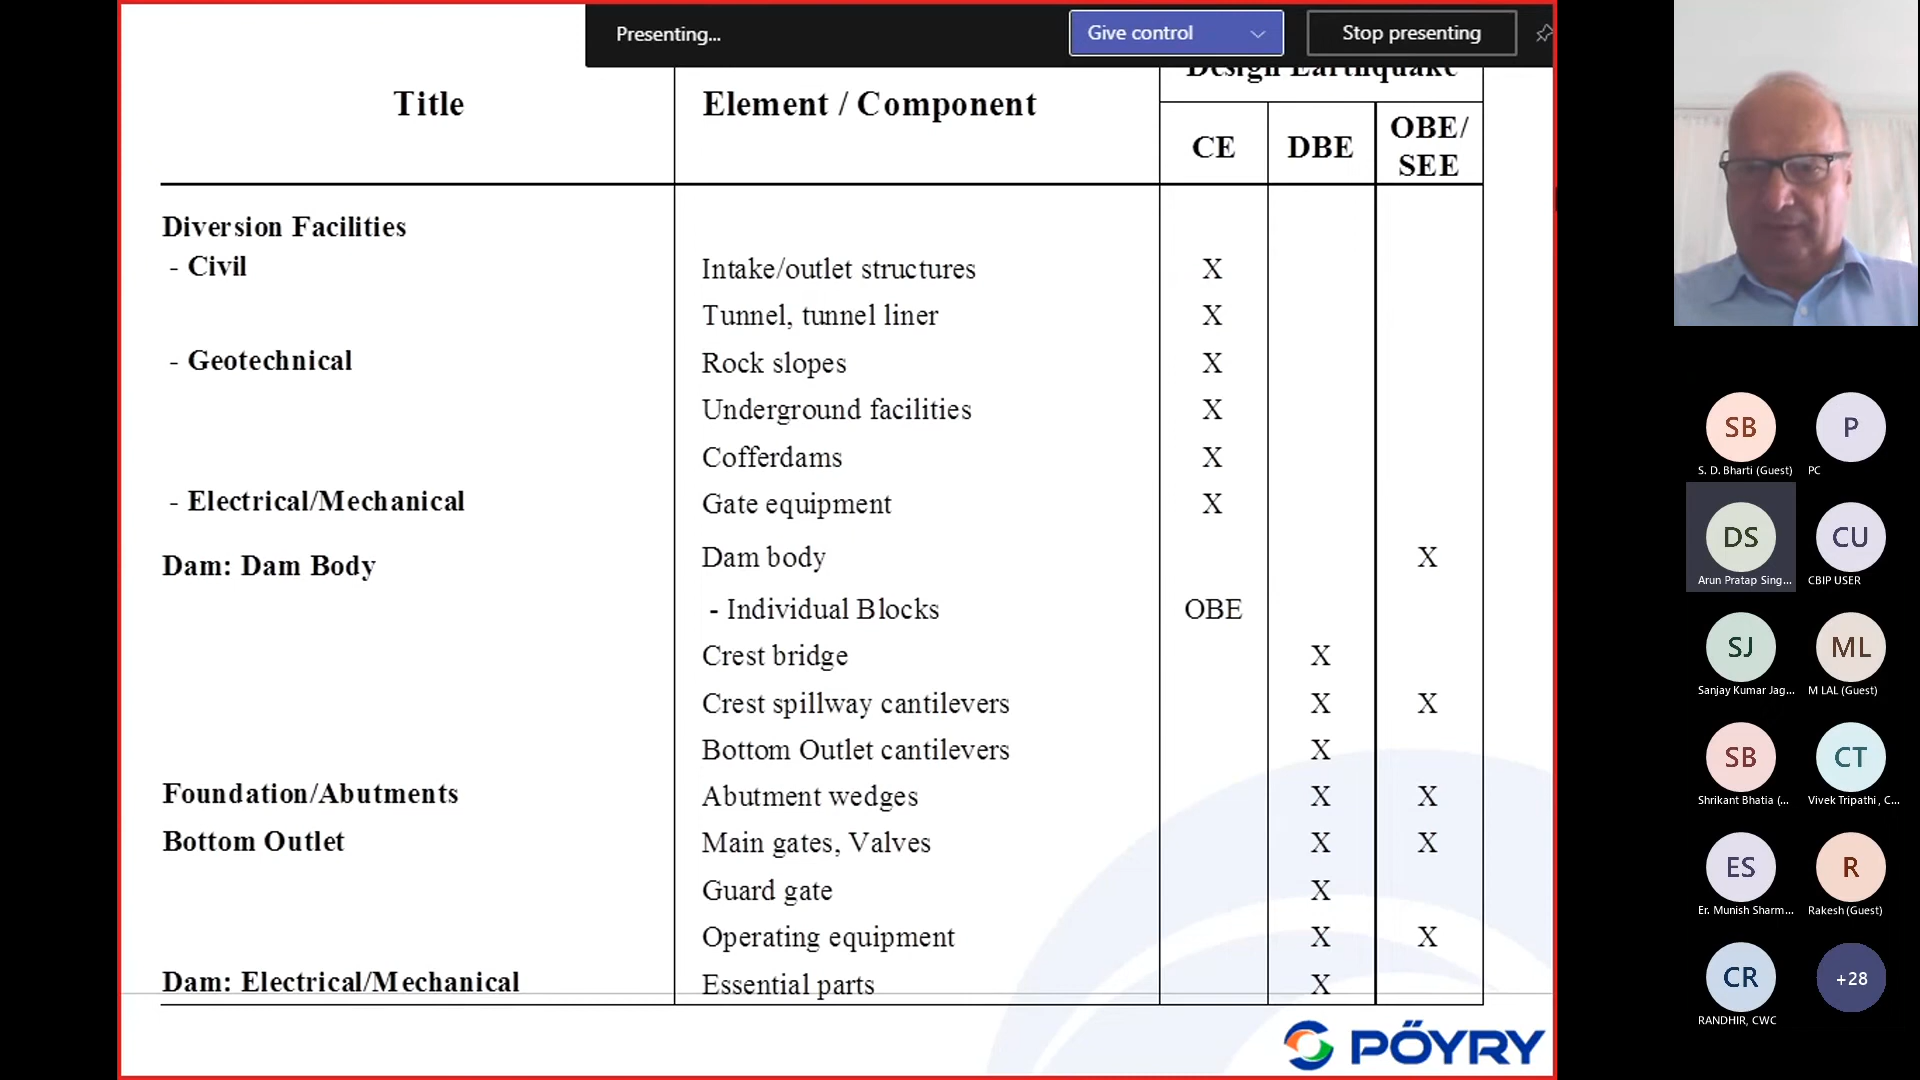 Presenting...
Give control
Stop presenting
Design Earthquake
Title
Element / Component
CE
DBE
OBE/
SEE
Diversion Facilities
- Civil
Intake/outlet structures X
Tunnel, tunnel liner X
- Geotechnical
Rock slopes X
Underground facilities X
Cofferdams X
- Electrical/Mechanical
Gate equipment X
Dam: Dam Body
Dam body X
- Individual Blocks OBE
Crest bridge X
Crest spillway cantilevers X X
Bottom Outlet cantilevers X
Foundation/Abutments
Abutment wedges X X
Bottom Outlet
Main gates, Valves X X
Guard gate X
Operating equipment X X
Dam: Electrical/Mechanical
Essential parts X
PŐYRY
SB
S. D. Bharti (Guest)
P
PC
DS
Arun Pratap Sing...
CU
CBIP USER
SJ
Sanjay Kumar Jag...
ML
M LAL (Guest)
SB
Shrikant Bhatia (...
CT
Vivek Tripathi , C...
ES
Er. Munish Sharm...
R
Rakesh (Guest)
CR
RANDHIR, CWC
+28